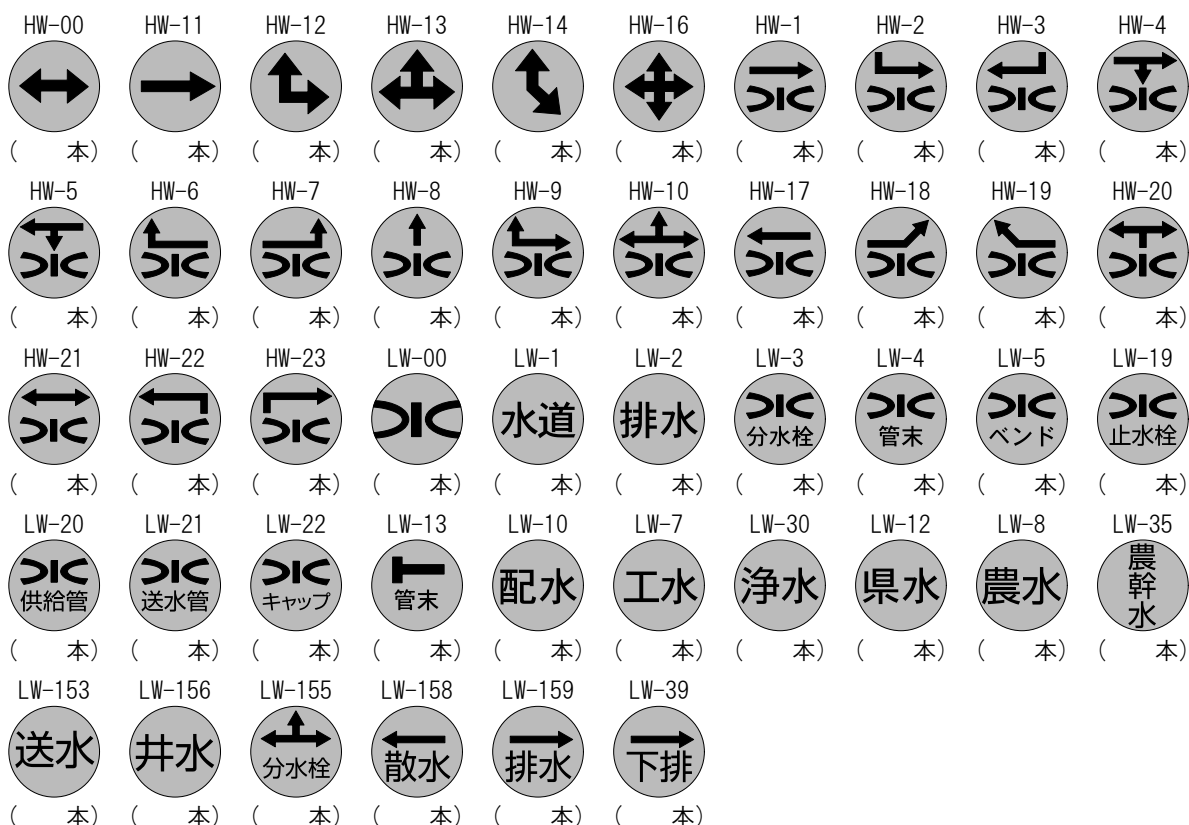 HW-00 HW-11 HW-12 HW-13 HW-14 HW-16 HW-1 HW-2 HW-3 HW-4
(　　本) (　　本) (　　本) (　　本) (　　本) (　　本) (　　本) (　　本) (　　本) (　　本)
HW-5 HW-6 HW-7 HW-8 HW-9 HW-10 HW-17 HW-18 HW-19 HW-20
(　　本) (　　本) (　　本) (　　本) (　　本) (　　本) (　　本) (　　本) (　　本) (　　本)
HW-21 HW-22 HW-23 LW-00 LW-1 LW-2 LW-3 LW-4 LW-5 LW-19
水道 排水 分水栓 管末 ベンド 止水栓
(　　本) (　　本) (　　本) (　　本) (　　本) (　　本) (　　本) (　　本) (　　本) (　　本)
LW-20 LW-21 LW-22 LW-13 LW-10 LW-7 LW-30 LW-12 LW-8 LW-35
供給管 送水管 キャップ 管末 配水 工水 浄水 県水 農水 農幹水
(　　本) (　　本) (　　本) (　　本) (　　本) (　　本) (　　本) (　　本) (　　本) (　　本)
LW-153 LW-156 LW-155 LW-158 LW-159 LW-39
送水 井水 分水栓 散水 排水 下排
(　　本) (　　本) (　　本) (　　本) (　　本) (　　本)